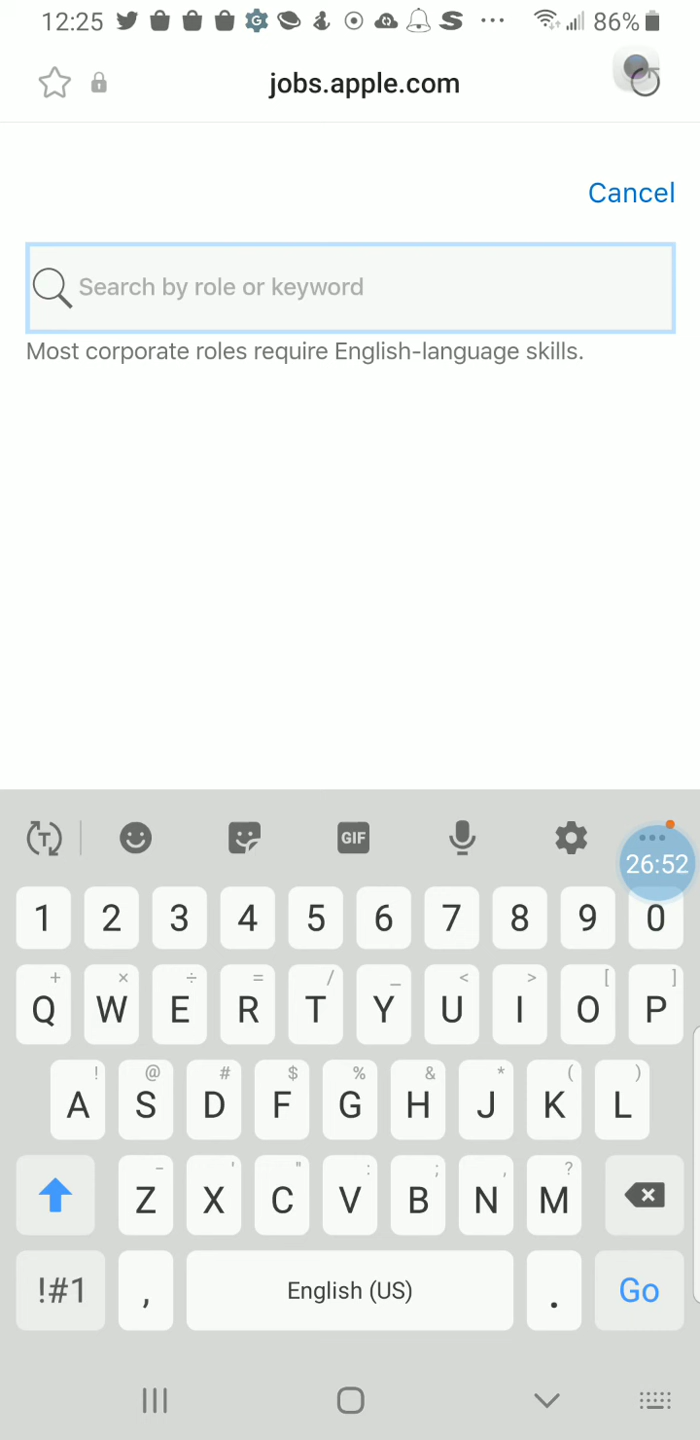 12:25 86%
jobs.apple.com
Cancel
Search by role or keyword
Most corporate roles require English-language skills.
GIF
26:52
1 2 3 4 5 6 7 8 9 0
+ × ÷ = / _ < > [ ]
Q W E R T Y U I O P
! @ # $ % & * ( )
A S D F G H J K L
- ' " : ; , ?
Z X C V B N M
!#1 , English (US) . Go